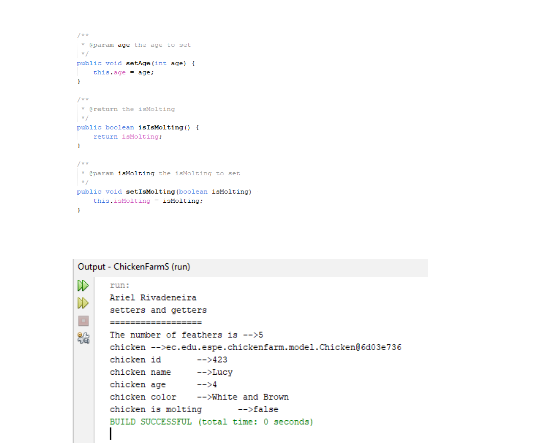 /**
* @param age the age to set
*/
public void setAge(int age) {
this.age = age;
}
/**
* @return the isMolting
*/
public boolean isIsMolting() {
return isMolting;
}
/**
* @param isMolting the isMolting to set
*/
public void setIsMolting(boolean isMolting)
this.isMolting = isMolting;
}
Output - ChickenFarmS (run)
run:
Ariel Rivadeneira
setters and getters
==================
The number of feathers is -->5
chicken -->ec.edu.espe.chickenfarm.model.Chicken@6d03e736
chicken id -->423
chicken name -->Lucy
chicken age -->4
chicken color -->White and Brown
chicken is molting -->false
BUILD SUCCESSFUL (total time: 0 seconds)